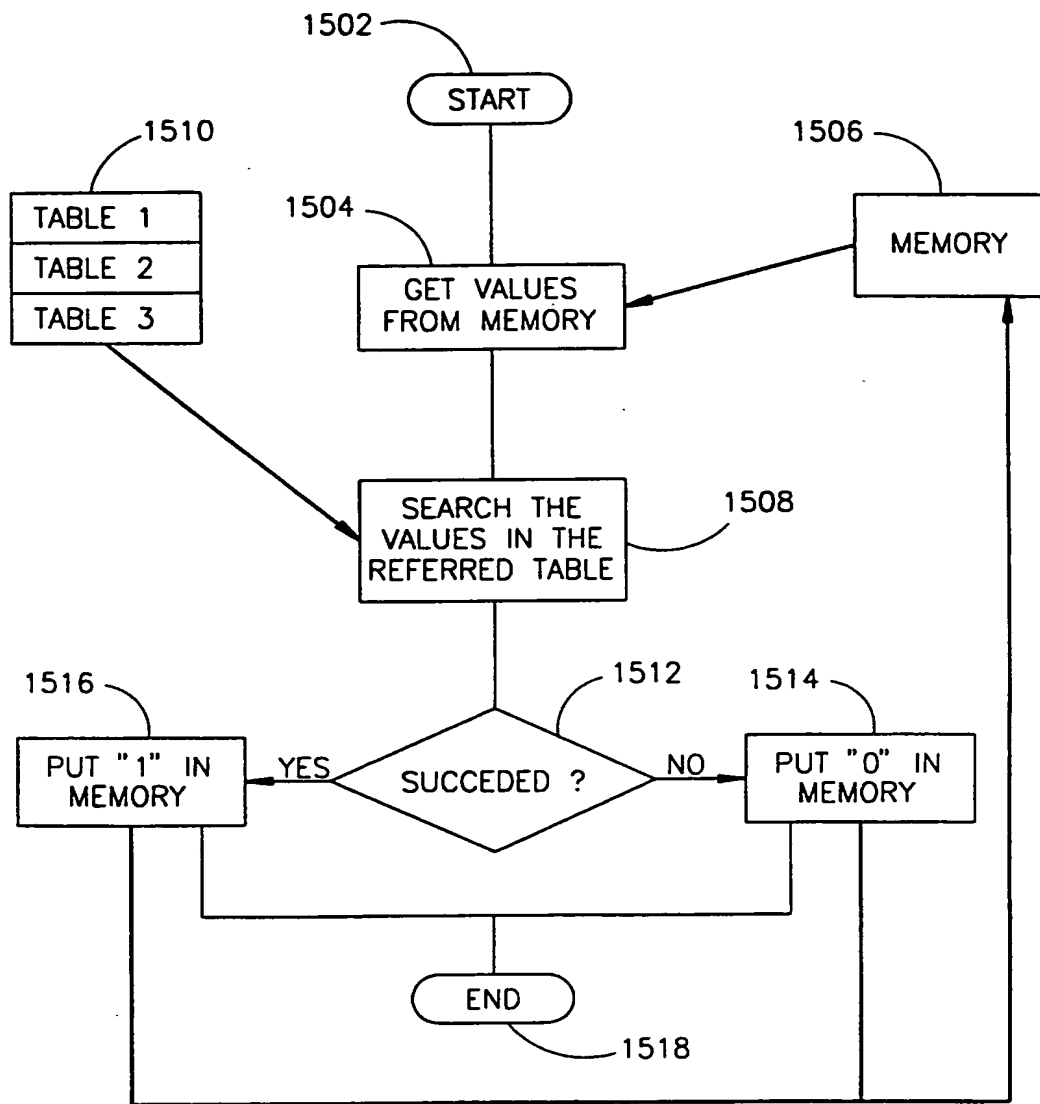 1502
START
1510
1506
TABLE 1
TABLE 2
TABLE 3
1504
MEMORY
GET VALUES
FROM MEMORY
SEARCH THE
VALUES IN THE
REFERRED TABLE
1508
1516
1512
1514
PUT "1" IN
MEMORY
YES
SUCCEDED ?
NO
PUT "0" IN
MEMORY
END
1518